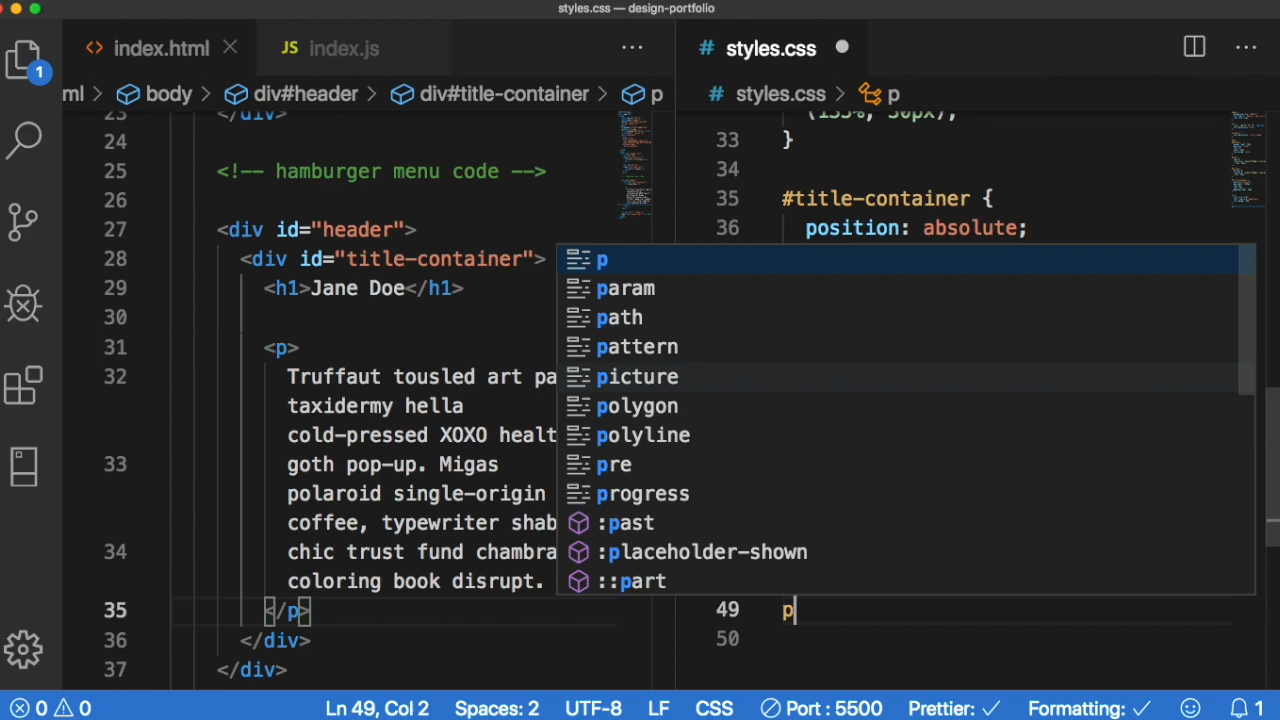 styles.css — design-portfolio
index.html
JS index.js
# styles.css
1
ml > body > div#header > div#title-container > p
# styles.css > p
23 </div>
24
25 <!-- hamburger menu code -->
26
27 <div id="header">
28 <div id="title-container">
29 <h1>Jane Doe</h1>
30
31 <p>
32 Truffaut tousled art pa
taxidermy hella
cold-pressed XOXO healt
33 goth pop-up. Migas
polaroid single-origin
coffee, typewriter shab
34 chic trust fund chambra
coloring book disrupt.
35 </p>
36 </div>
37 </div>
(135%, 50px);
33 }
34
35 #title-container {
36 position: absolute;
p
param
path
pattern
picture
polygon
polyline
pre
progress
:past
:placeholder-shown
::part
49 p
50
0 0 Ln 49, Col 2 Spaces: 2 UTF-8 LF CSS Port : 5500 Prettier: ✓ Formatting: ✓ 1